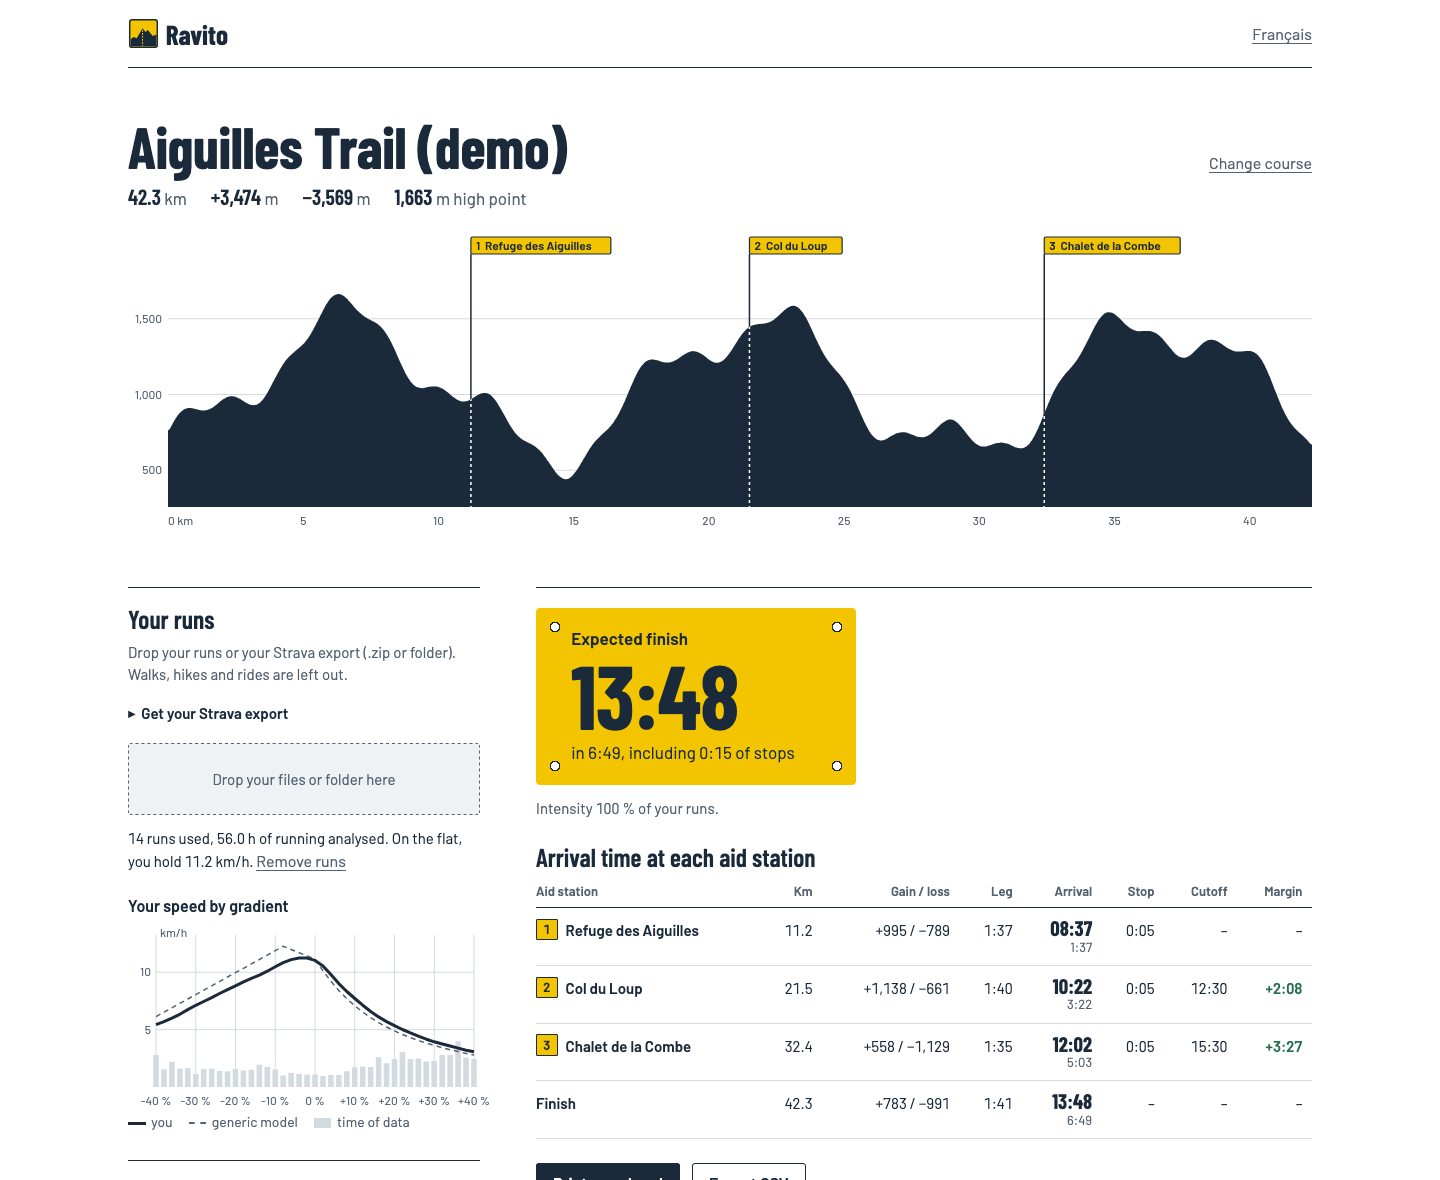 Ravito
Français
Aiguilles Trail (demo)
Change course
42.3 km +3,474 m −3,569 m 1,663 m high point
1 Refuge des Aiguilles
2 Col du Loup
3 Chalet de la Combe
1,500
1,000
500
0 km 5 10 15 20 25 30 35 40
Your runs
Drop your runs or your Strava export (.zip or folder).
Walks, hikes and rides are left out.
▸ Get your Strava export
Drop your files or folder here
14 runs used, 56.0 h of running analysed. On the flat,
you hold 11.2 km/h. Remove runs
Your speed by gradient
km/h
10
5
-40 % -30 % -20 % -10 % 0 % +10 % +20 % +30 % +40 %
you generic model time of data
Expected finish
13:48
in 6:49, including 0:15 of stops
Intensity 100 % of your runs.
Arrival time at each aid station
Aid station Km Gain / loss Leg Arrival Stop Cutoff Margin
1 Refuge des Aiguilles 11.2 +995 / −789 1:37 08:37 0:05 – –
1:37
2 Col du Loup 21.5 +1,138 / −661 1:40 10:22 0:05 12:30 +2:08
3:22
3 Chalet de la Combe 32.4 +558 / −1,129 1:35 12:02 0:05 15:30 +3:27
5:03
Finish 42.3 +783 / −991 1:41 13:48 – – –
6:49